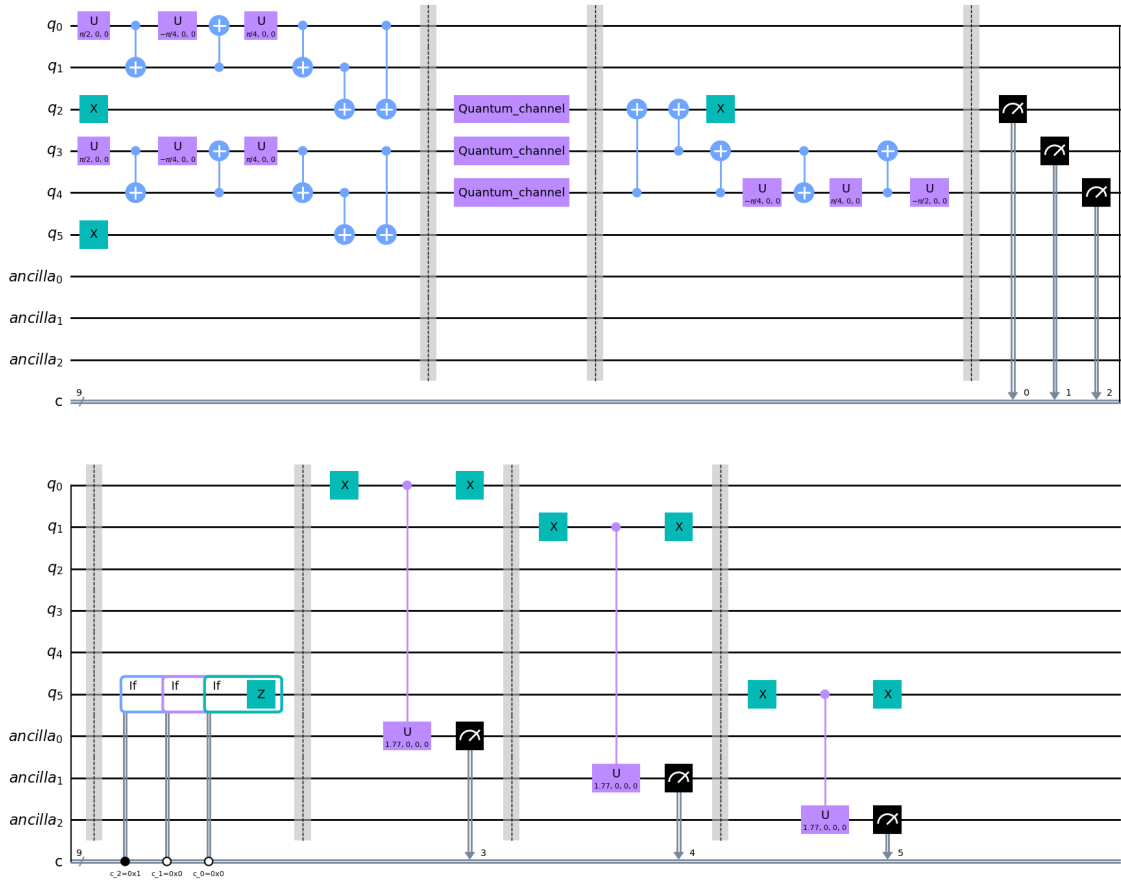 q0 U π/2, 0, 0 U −π/4, 0, 0 U π/4, 0, 0
q1
q2 X Quantum_channel X
q3 U π/2, 0, 0 U −π/4, 0, 0 U π/4, 0, 0 Quantum_channel
q4 Quantum_channel U −π/4, 0, 0 U π/4, 0, 0 U −π/2, 0, 0
q5 X
ancilla0
ancilla1
ancilla2
c 9 0 1 2
q0 X X
q1 X X
q2
q3
q4
q5 If If If Z X X
ancilla0 U 1.77, 0, 0, 0
ancilla1 U 1.77, 0, 0, 0
ancilla2 U 1.77, 0, 0, 0
c 9 3 4 5
c_2=0x1 c_1=0x0 c_0=0x0